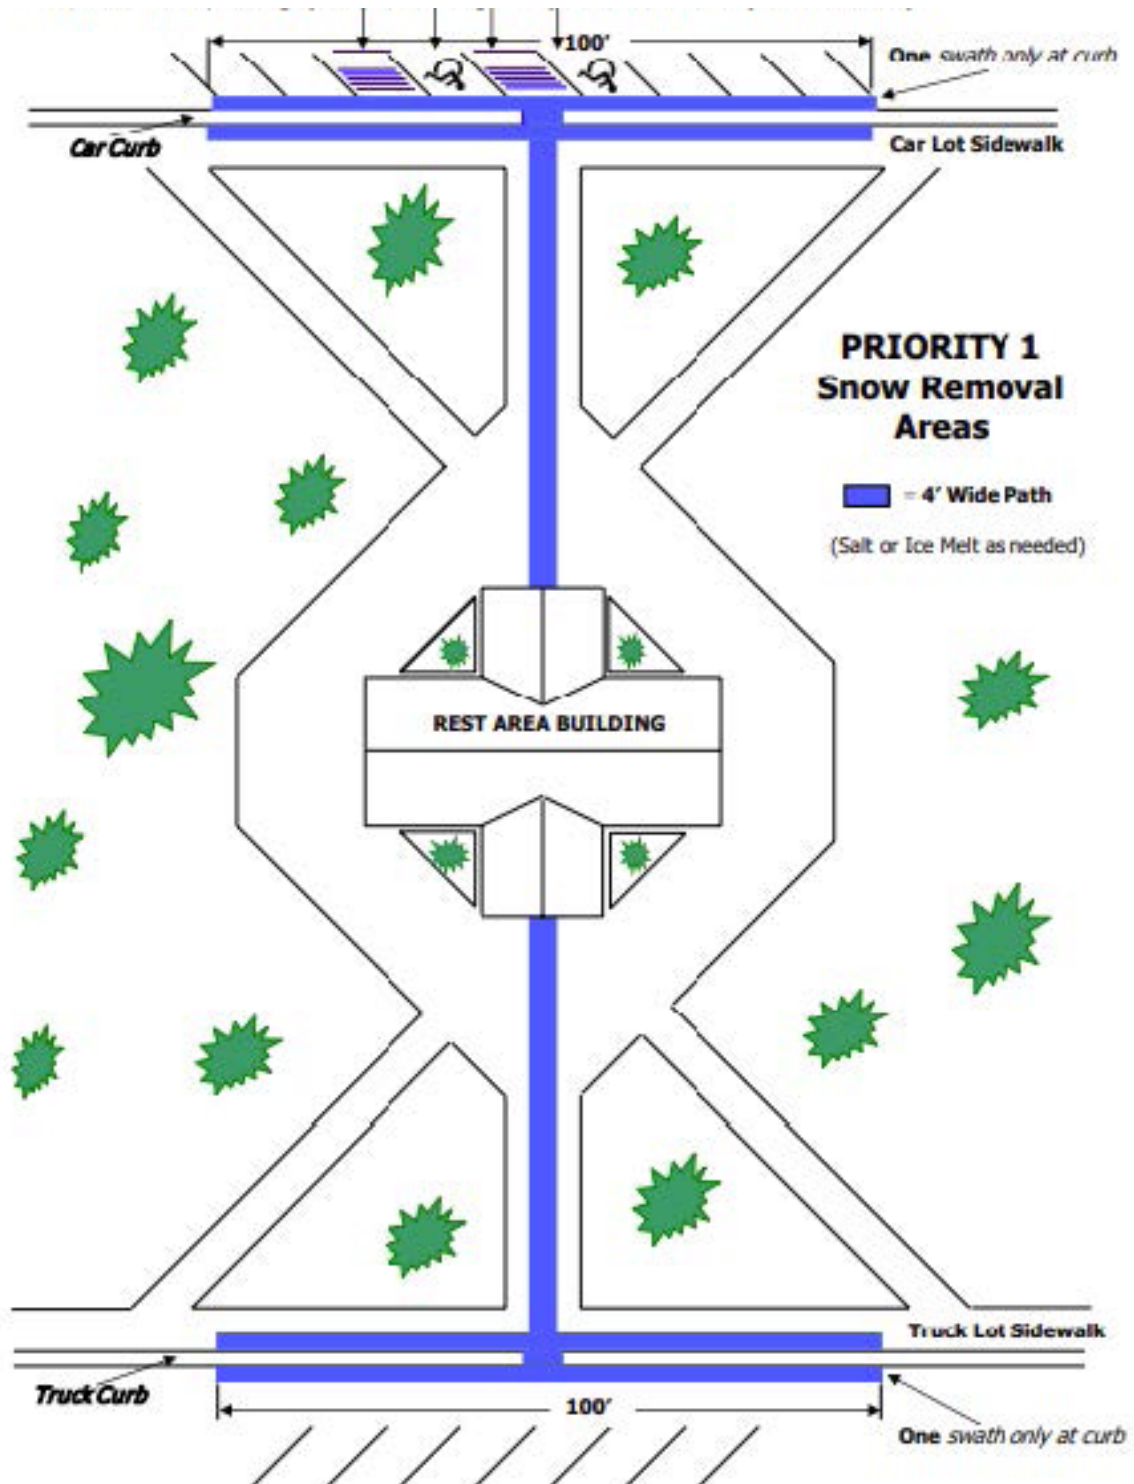 100'
One swath only at curb
Car Curb
Car Lot Sidewalk
PRIORITY 1
Snow Removal
Areas
= 4' Wide Path
(Salt or Ice Melt as needed)
REST AREA BUILDING
Truck Lot Sidewalk
Truck Curb
100'
One swath only at curb